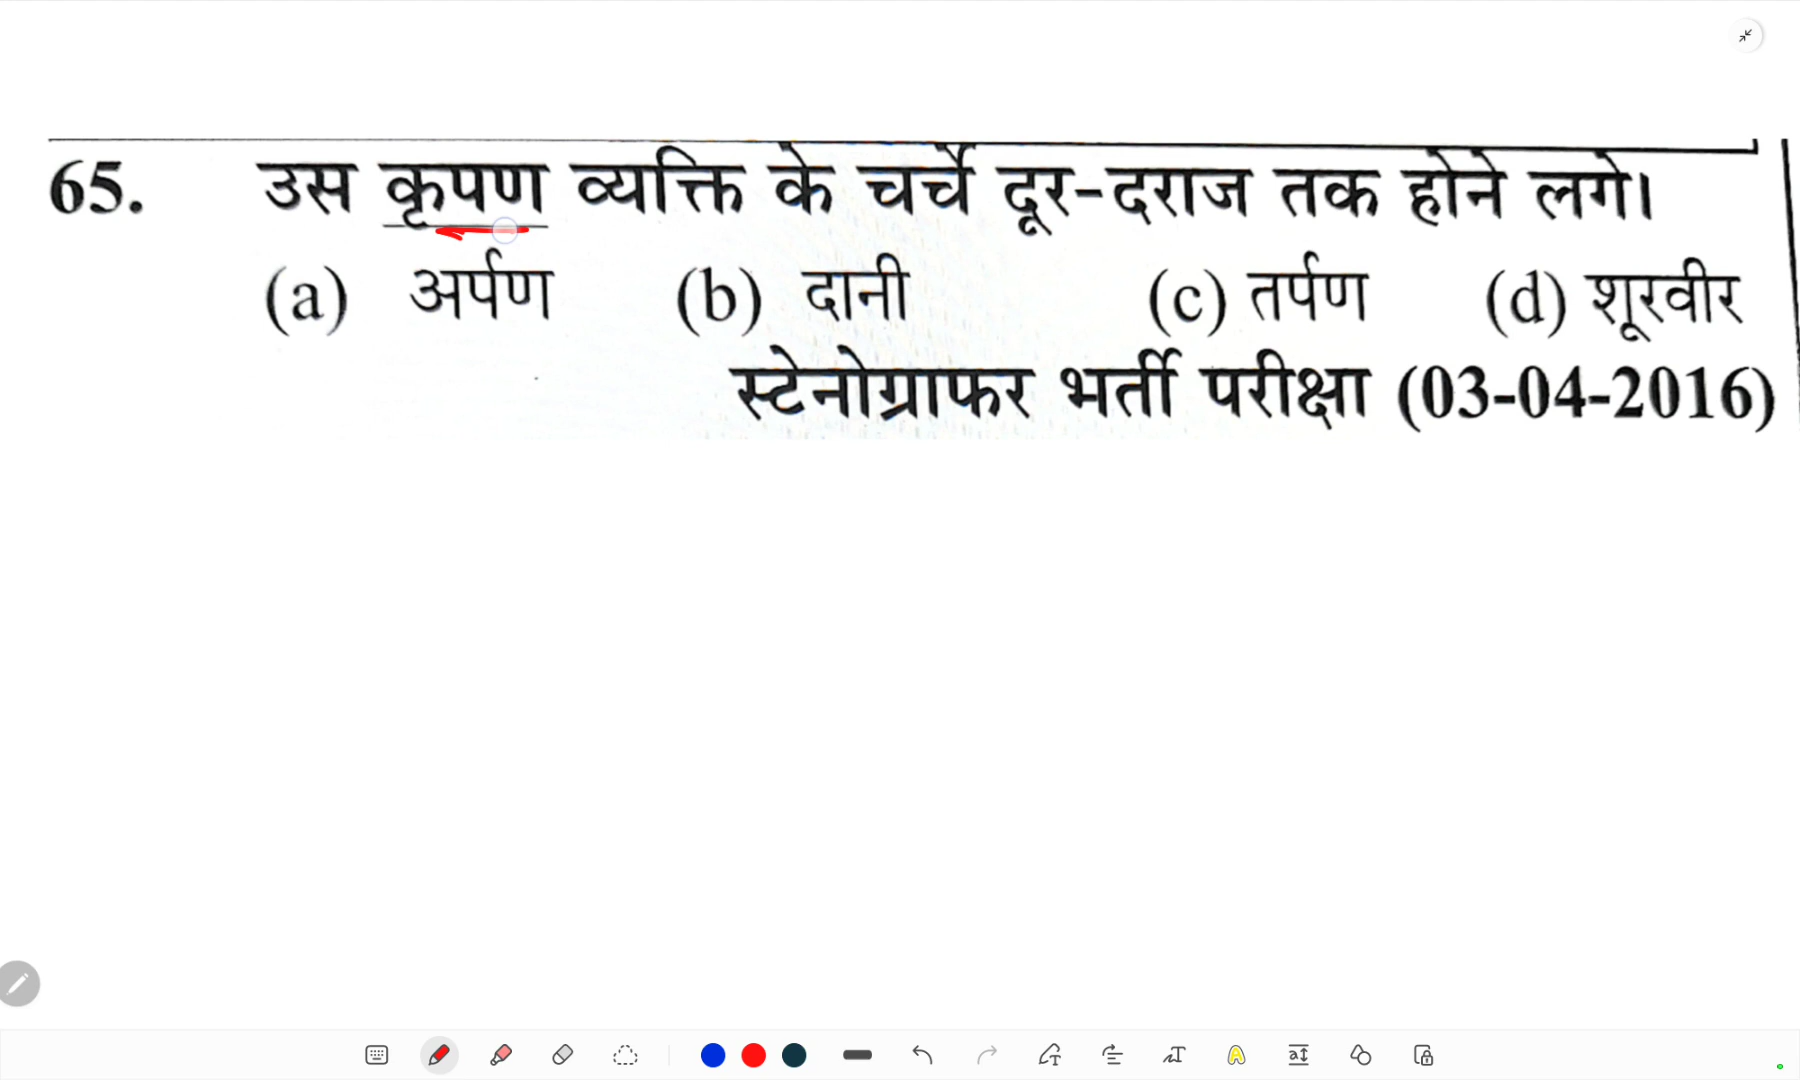 65. उस कृपण व्यक्ति के चर्चे दूर-दराज तक होने लगे।
(a) अर्पण (b) दानी (c) तर्पण (d) शूरवीर
स्टेनोग्राफर भर्ती परीक्षा (03-04-2016)